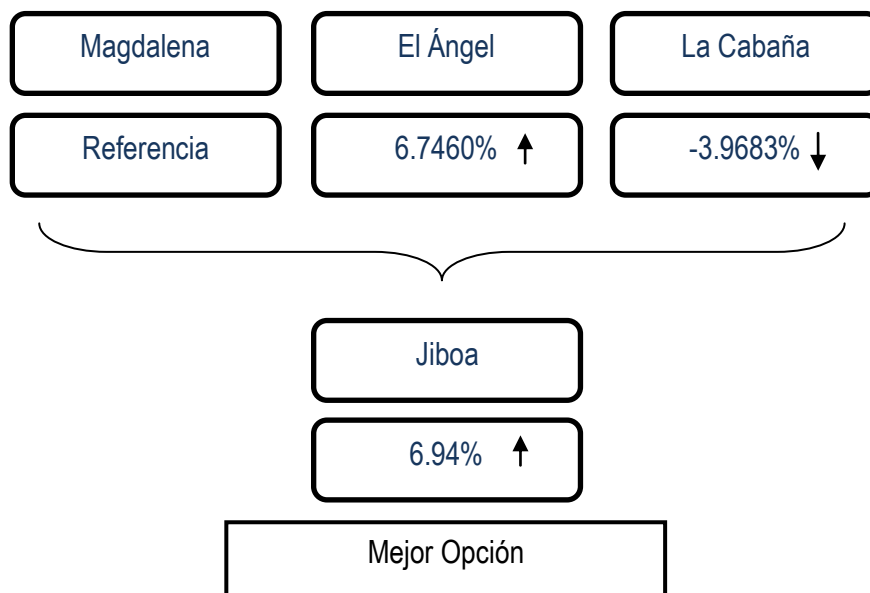 Magdalena
El Ángel
La Cabaña
Referencia
6.7460%
-3.9683%
Jiboa
6.94%
Mejor Opción